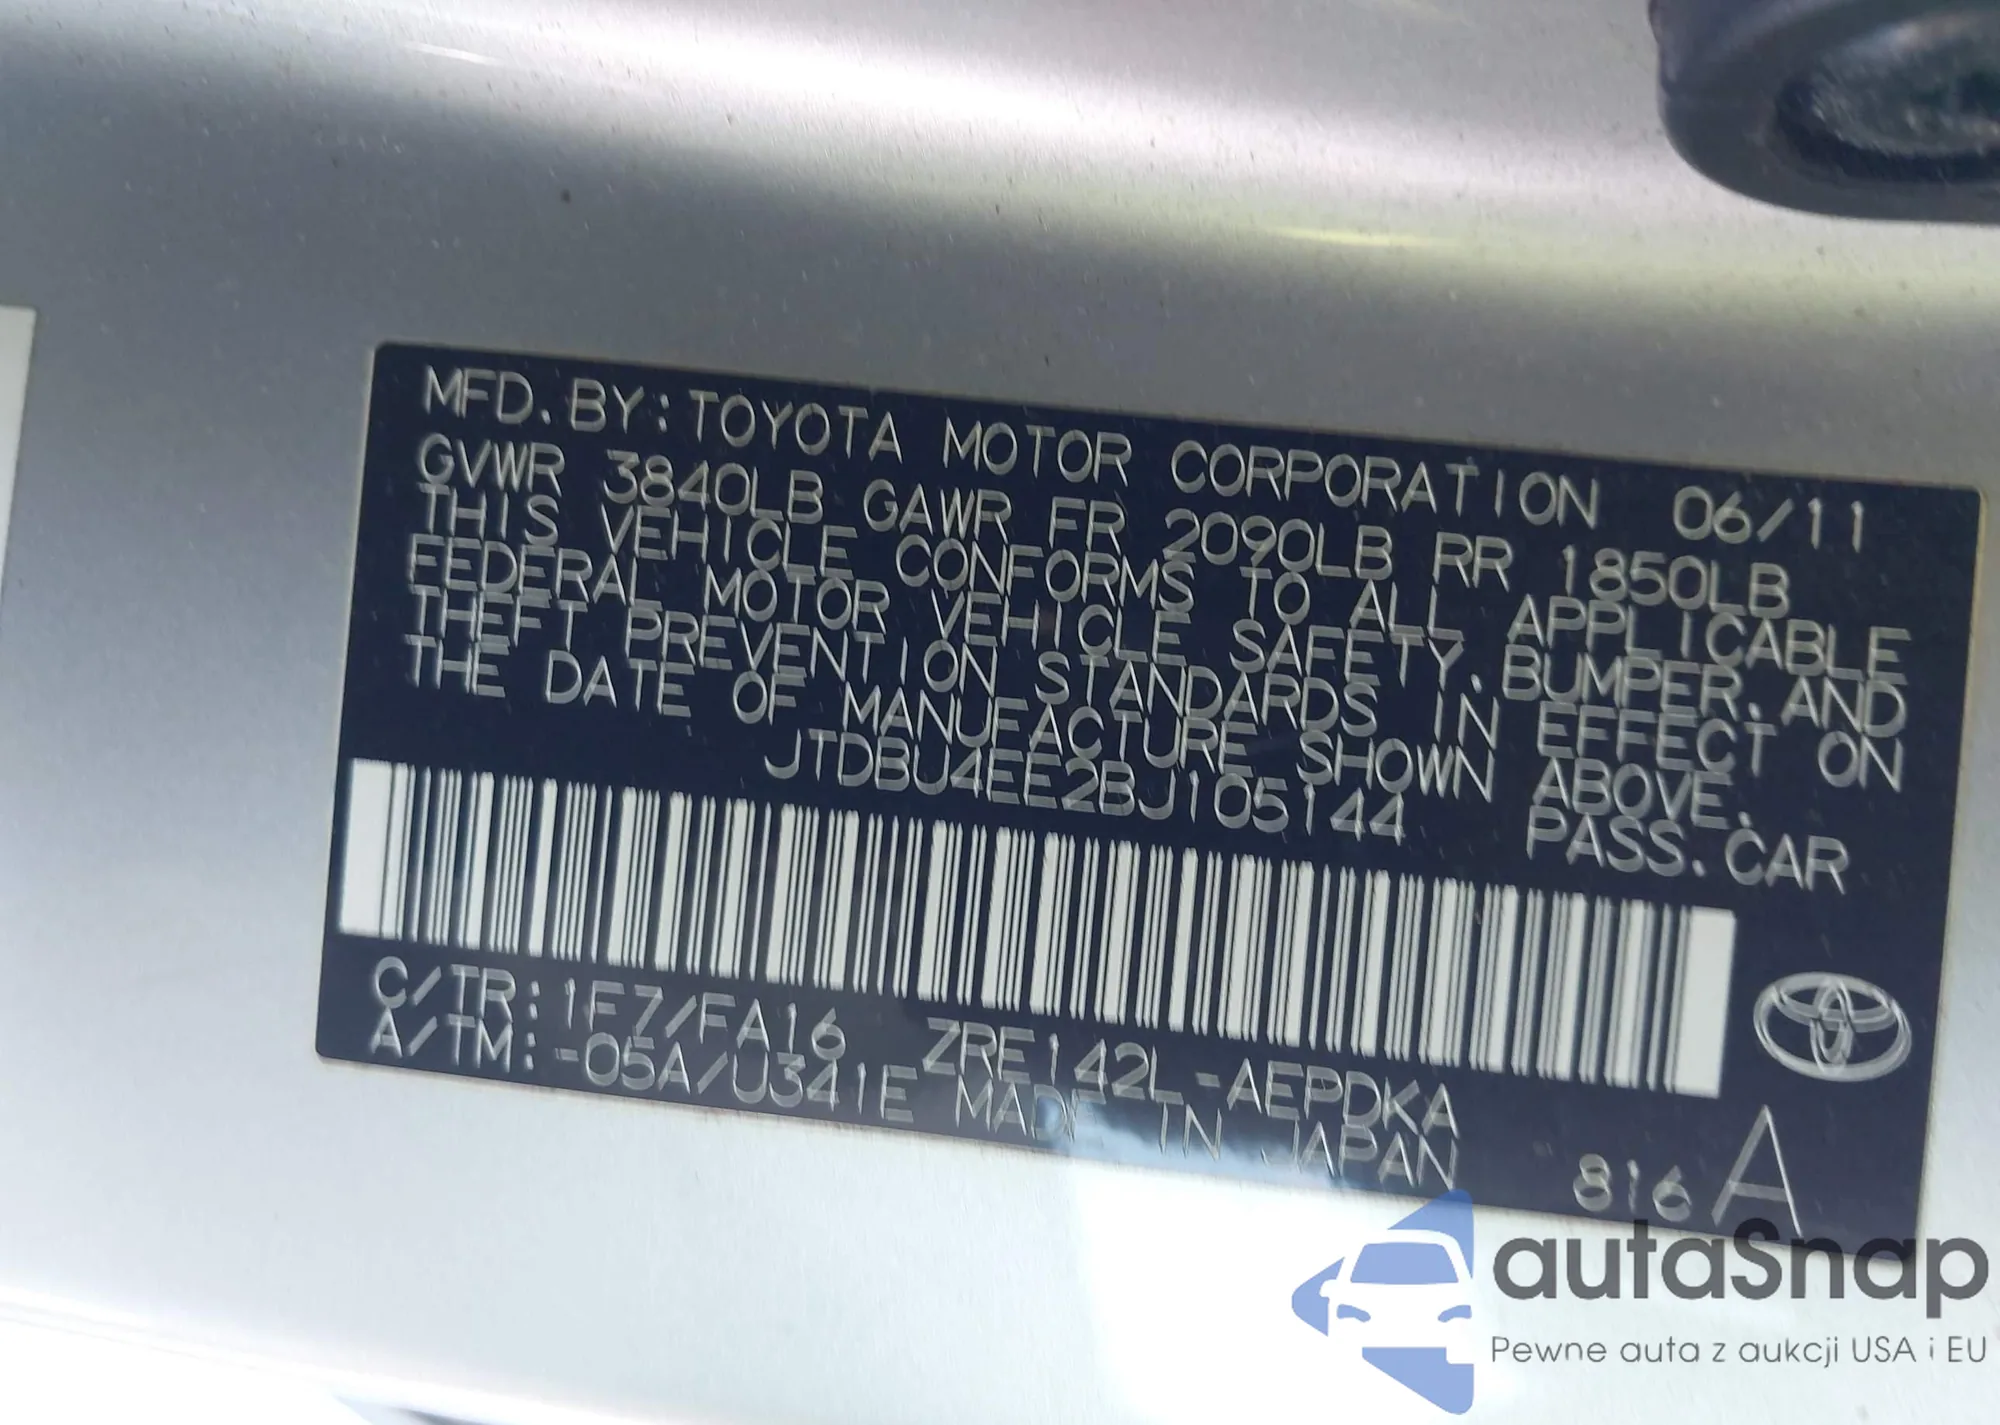 MFD. BY: TOYOTA MOTOR CORPORATION 06/11
GVWR 3840LB GAWR FR 2090LB RR 1850LB
THIS VEHICLE CONFORMS TO ALL APPLICABLE
FEDERAL MOTOR VEHICLE SAFETY, BUMPER, AND
THEFT PREVENTION STANDARDS IN EFFECT ON
THE DATE OF MANUFACTURE SHOWN ABOVE.
JTDBU4EE2BJ105144 PASS. CAR
C/TR: 1F7/FA16 ZRE142L-AEPDKA
A/TM: -05A/U341E MADE IN JAPAN 816 A
autaSnap
Pewne auta z aukcji USA i EU